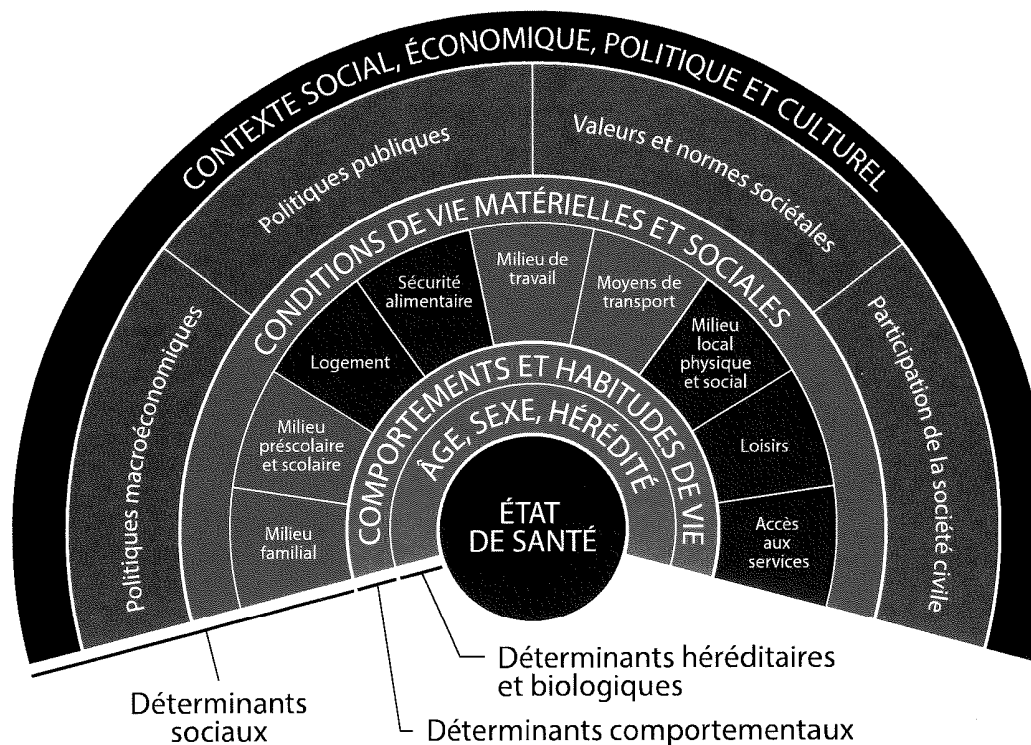 CONTEXTE SOCIAL, ÉCONOMIQUE, POLITIQUE ET CULTUREL
Politiques macroéconomiques
Politiques publiques
Valeurs et normes sociétales
Participation de la société civile
CONDITIONS DE VIE MATÉRIELLES ET SOCIALES
Milieu
familial
Milieu
préscolaire
et scolaire
Logement
Sécurité
alimentaire
Milieu de
travail
Moyens de
transport
Milieu
local
physique
et social
Loisirs
Accès
aux
services
COMPORTEMENTS ET HABITUDES DE VIE
ÂGE, SEXE, HÉRÉDITÉ
ÉTAT
DE SANTÉ
Déterminants héréditaires
et biologiques
Déterminants
sociaux
Déterminants comportementaux